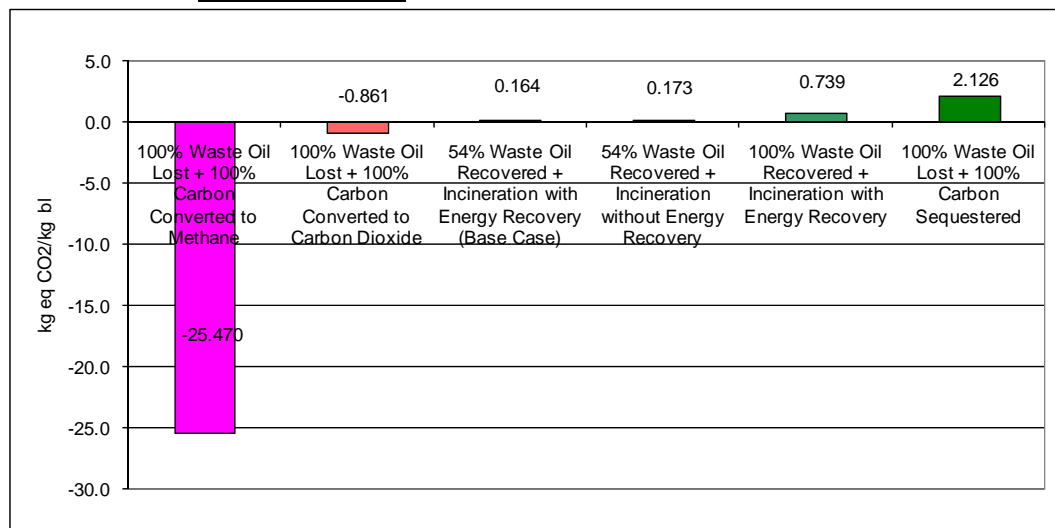 5.0
0.0
-5.0
-10.0
-15.0
-20.0
-25.0
-30.0
kg eq CO2/kg bl
-25.470
-0.861
0.164
0.173
0.739
2.126
100% Waste Oil
Lost + 100%
Carbon
Converted to
Methane
100% Waste Oil
Lost + 100%
Carbon
Converted to
Carbon Dioxide
54% Waste Oil
Recovered +
Incineration with
Energy Recovery
(Base Case)
54% Waste Oil
Recovered +
Incineration
without Energy
Recovery
100% Waste Oil
Recovered +
Incineration with
Energy Recovery
100% Waste Oil
Lost + 100%
Carbon
Sequestered